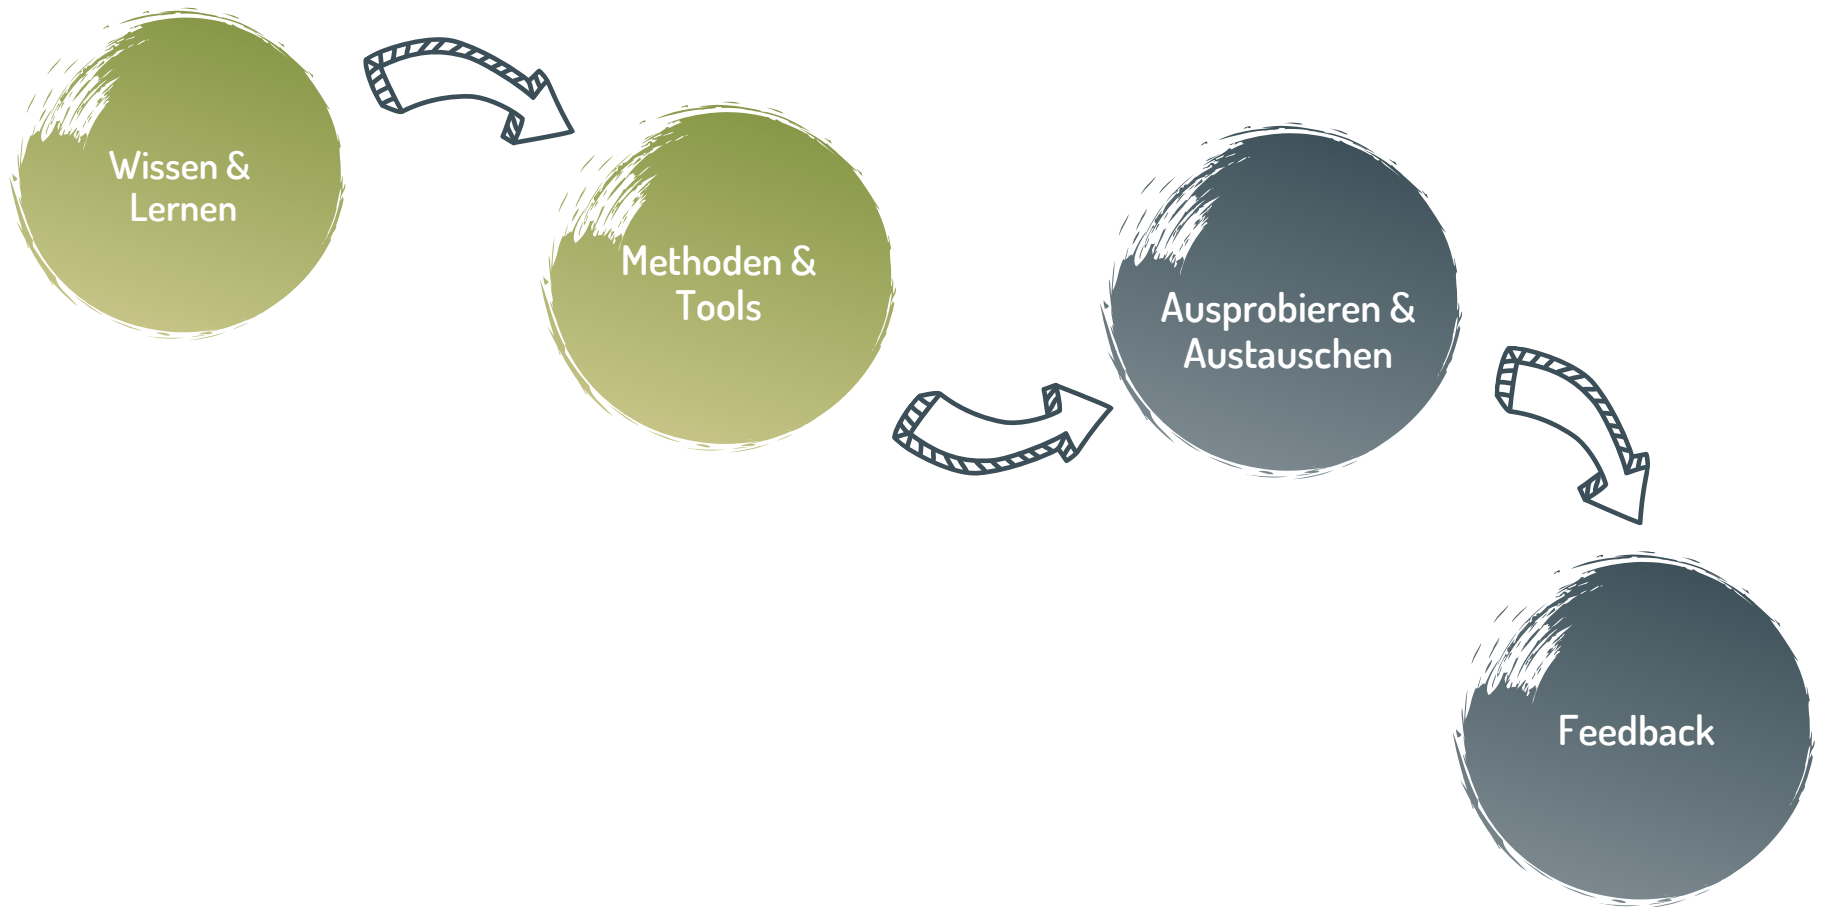 Wissen &
Lernen
Methoden &
Tools
Ausprobieren &
Austauschen
Feedback